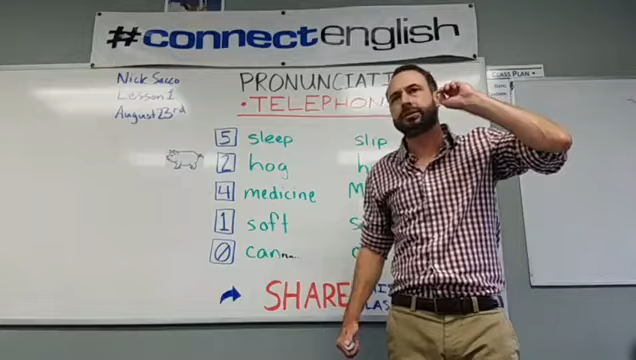 #connectenglish
Nick Sacco
Lesson 1
August 23rd
PRONUNCIATI
• TELEPHON
CLASS PLAN
5 sleep slip
2 hog h
4 medicine M
1 soft s
0 can
SHARE